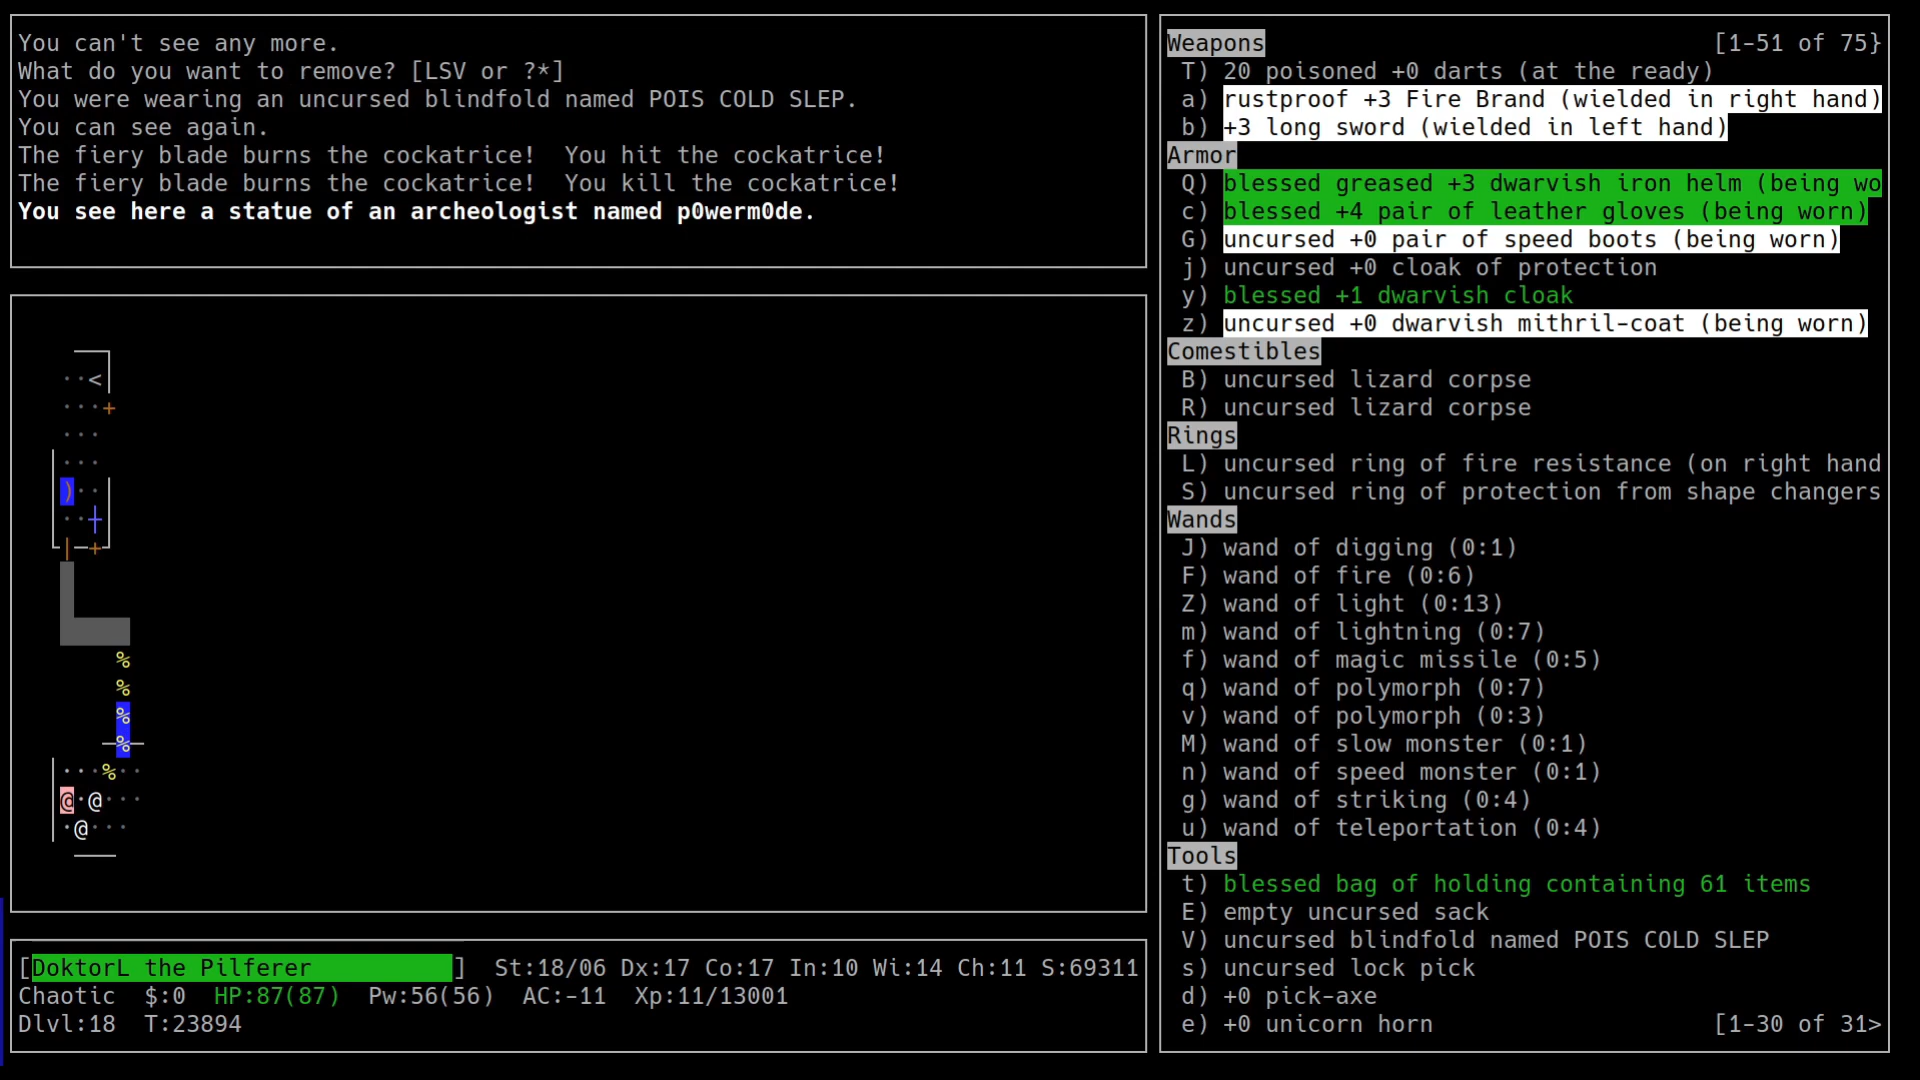 You can't see any more.
What do you want to remove? [LSV or ?*]
You were wearing an uncursed blindfold named POIS COLD SLEP.
You can see again.
The fiery blade burns the cockatrice!  You hit the cockatrice!
The fiery blade burns the cockatrice!  You kill the cockatrice!
You see here a statue of an archeologist named p0werm0de.
··<
···+
···
···
)··
··+
|+
%
%
%
%
···%··
@·@···
·@···
[DoktorL the Pilferer]  St:18/06 Dx:17 Co:17 In:10 Wi:14 Ch:11 S:69311
Chaotic  $:0  HP:87(87)  Pw:56(56)  AC:-11  Xp:11/13001
Dlvl:18  T:23894
Weapons [1-51 of 75}
T) 20 poisoned +0 darts (at the ready)
a) rustproof +3 Fire Brand (wielded in right hand)
b) +3 long sword (wielded in left hand)
Armor
Q) blessed greased +3 dwarvish iron helm (being wo
c) blessed +4 pair of leather gloves (being worn)
G) uncursed +0 pair of speed boots (being worn)
j) uncursed +0 cloak of protection
y) blessed +1 dwarvish cloak
z) uncursed +0 dwarvish mithril-coat (being worn)
Comestibles
B) uncursed lizard corpse
R) uncursed lizard corpse
Rings
L) uncursed ring of fire resistance (on right hand
S) uncursed ring of protection from shape changers
Wands
J) wand of digging (0:1)
F) wand of fire (0:6)
Z) wand of light (0:13)
m) wand of lightning (0:7)
f) wand of magic missile (0:5)
q) wand of polymorph (0:7)
v) wand of polymorph (0:3)
M) wand of slow monster (0:1)
n) wand of speed monster (0:1)
g) wand of striking (0:4)
u) wand of teleportation (0:4)
Tools
t) blessed bag of holding containing 61 items
E) empty uncursed sack
V) uncursed blindfold named POIS COLD SLEP
s) uncursed lock pick
d) +0 pick-axe
e) +0 unicorn horn [1-30 of 31>